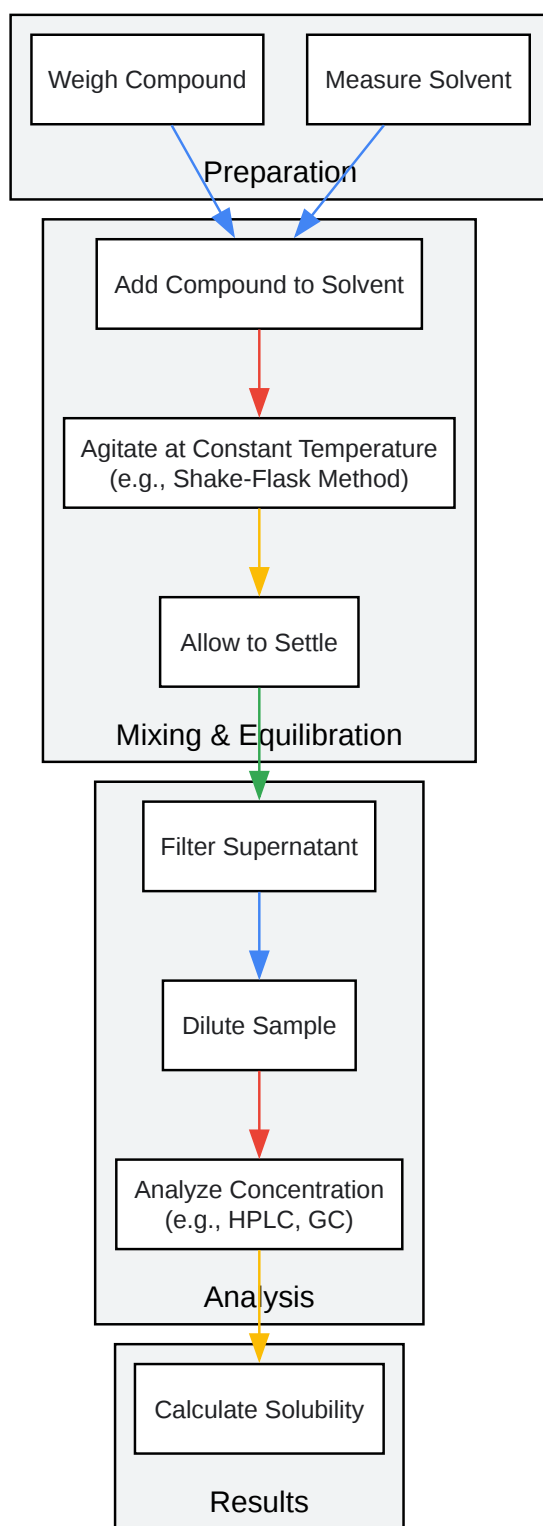 Weigh Compound
Measure Solvent
Preparation
Add Compound to Solvent
Agitate at Constant Temperature
(e.g., Shake-Flask Method)
Allow to Settle
Mixing & Equilibration
Filter Supernatant
Dilute Sample
Analyze Concentration
(e.g., HPLC, GC)
Analysis
Calculate Solubility
Results